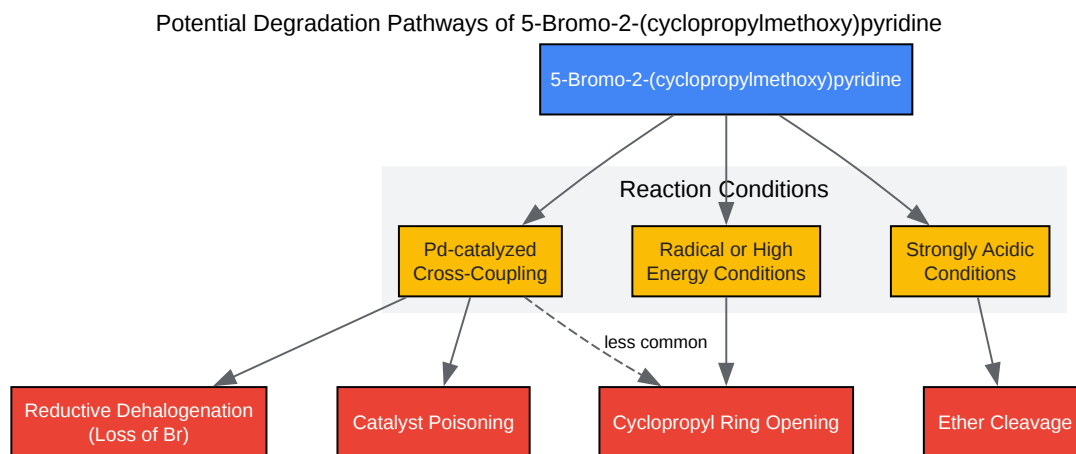 Potential Degradation Pathways of 5-Bromo-2-(cyclopropylmethoxy)pyridine
5-Bromo-2-(cyclopropylmethoxy)pyridine
Reaction Conditions
Pd-catalyzed
Cross-Coupling
Radical or High
Energy Conditions
Strongly Acidic
Conditions
less common
Reductive Dehalogenation
(Loss of Br)
Catalyst Poisoning
Cyclopropyl Ring Opening
Ether Cleavage